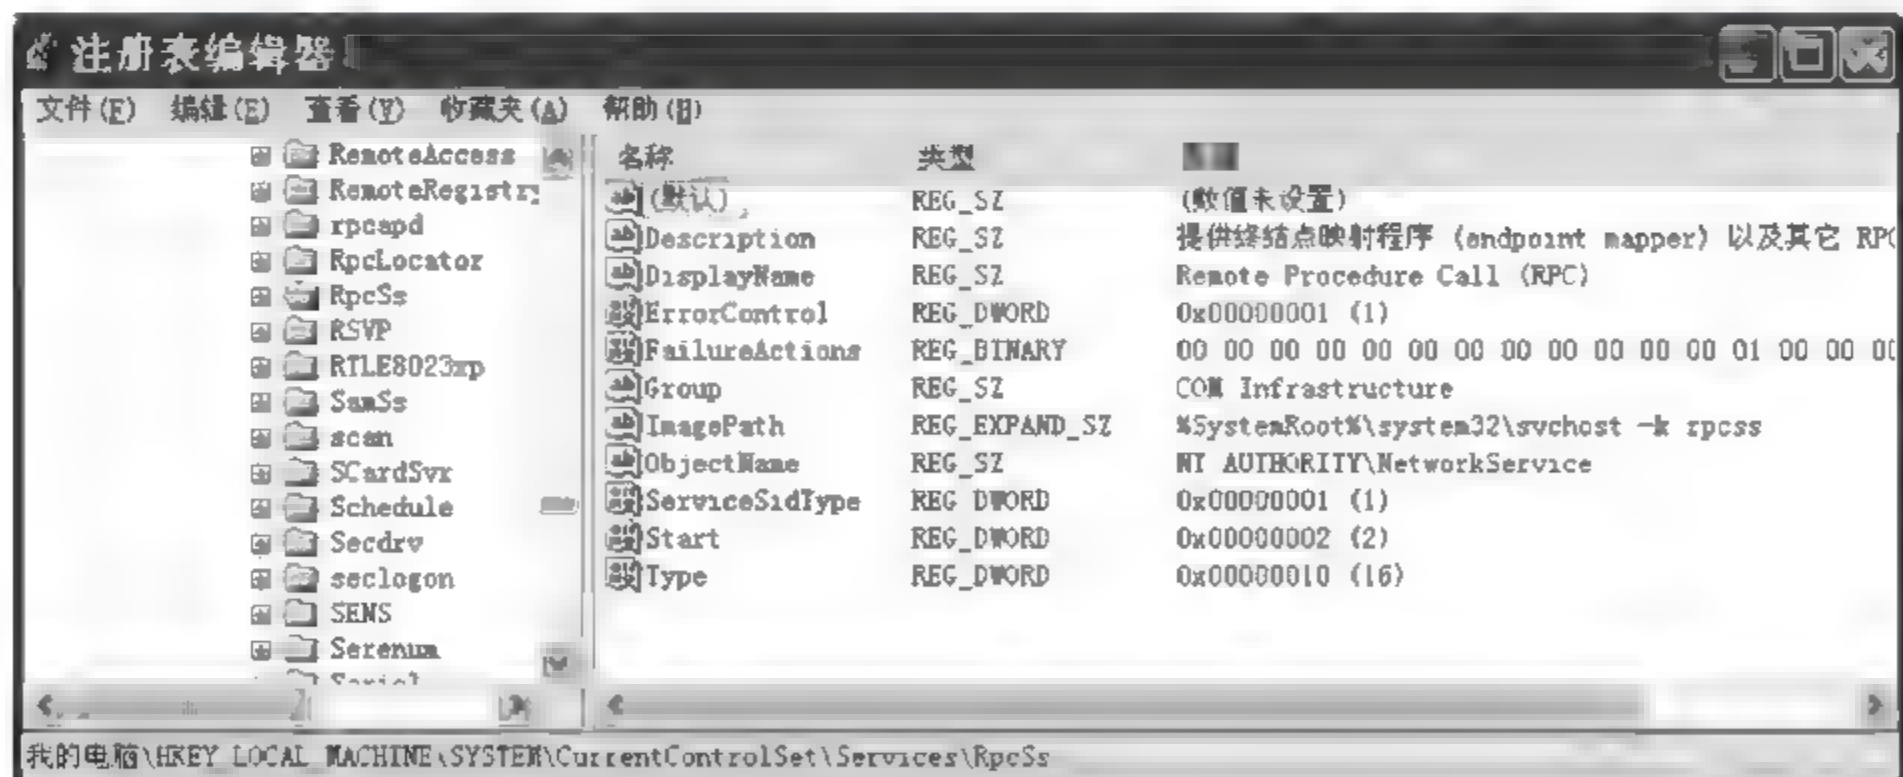 注册表编辑器
文件(F) 编辑(E) 查看(V) 收藏夹(A) 帮助(H)
RemoteAccess
RemoteRegistry
rpcapd
RpcLocator
RpcSs
RSVP
RTLE8023xp
SamSs
scan
SCardSvr
Schedule
Secdrv
seclogon
SENS
Serenum
Serial
名称 类型
(默认) REG_SZ (数值未设置)
Description REG_SZ 提供终结点映射程序 (endpoint mapper) 以及其它 RPC
DisplayName REG_SZ Remote Procedure Call (RPC)
ErrorControl REG_DWORD 0x00000001 (1)
FailureActions REG_BINARY 00 00 00 00 00 00 00 00 00 00 00 00 01 00 00 00
Group REG_SZ COM Infrastructure
ImagePath REG_EXPAND_SZ %SystemRoot%\system32\svchost -k rpcss
ObjectName REG_SZ NT AUTHORITY\NetworkService
ServiceSidType REG_DWORD 0x00000001 (1)
Start REG_DWORD 0x00000002 (2)
Type REG_DWORD 0x00000010 (16)
我的电脑\HKEY_LOCAL_MACHINE\SYSTEM\CurrentControlSet\Services\RpcSs